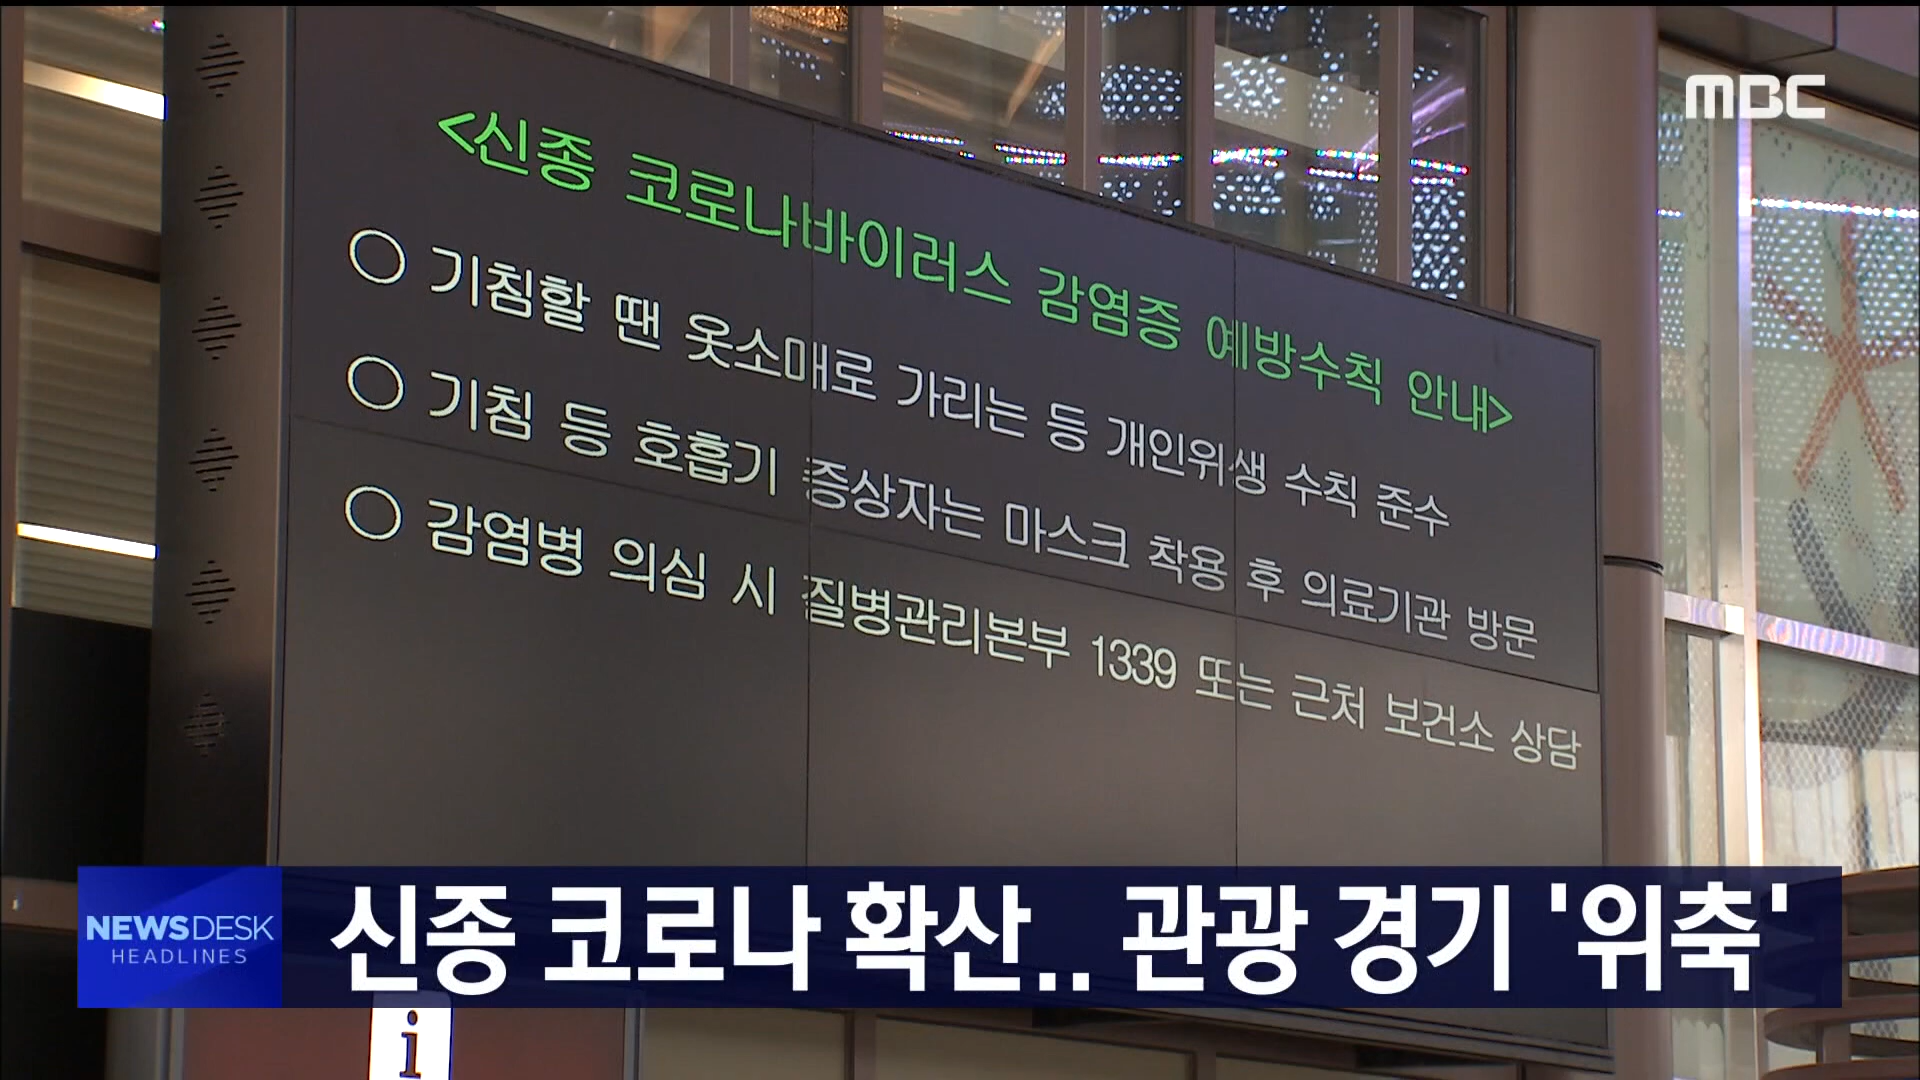 MBC
<신종 코로나바이러스 감염증 예방수칙 안내>
○ 기침할 땐 옷소매로 가리는 등 개인위생 수칙 준수
○ 기침 등 호흡기 증상자는 마스크 착용 후 의료기관 방문
○ 감염병 의심 시 질병관리본부 1339 또는 근처 보건소 상담
NEWSDESK
HEADLINES
신종 코로나 확산.. 관광 경기 '위축'
i